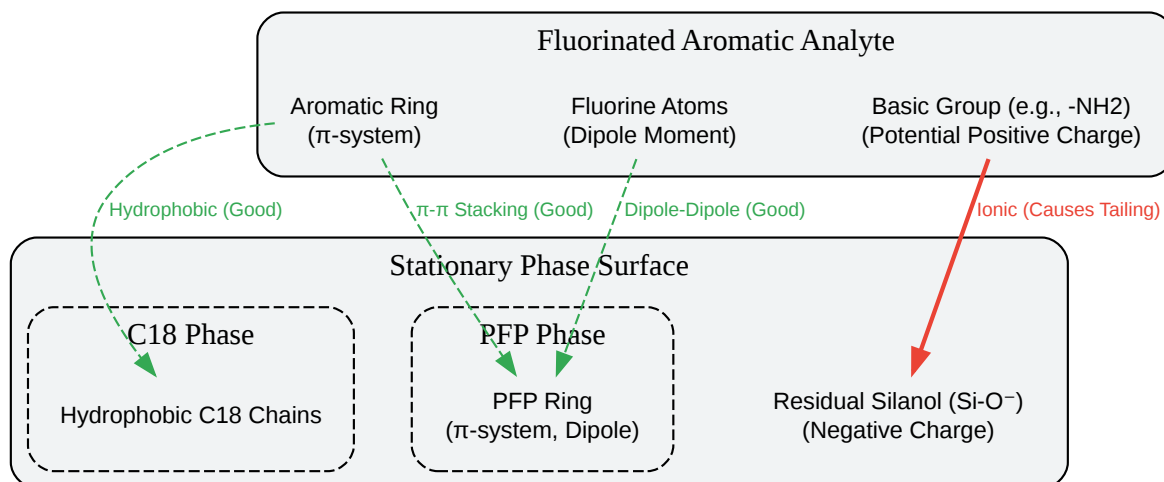 Fluorinated Aromatic Analyte
Aromatic Ring
(π-system)
Fluorine Atoms
(Dipole Moment)
Basic Group (e.g., -NH2)
(Potential Positive Charge)
Hydrophobic (Good)
π-π Stacking (Good)
Dipole-Dipole (Good)
Ionic (Causes Tailing)
Stationary Phase Surface
C18 Phase
Hydrophobic C18 Chains
PFP Phase
PFP Ring
(π-system, Dipole)
Residual Silanol (Si-O⁻)
(Negative Charge)